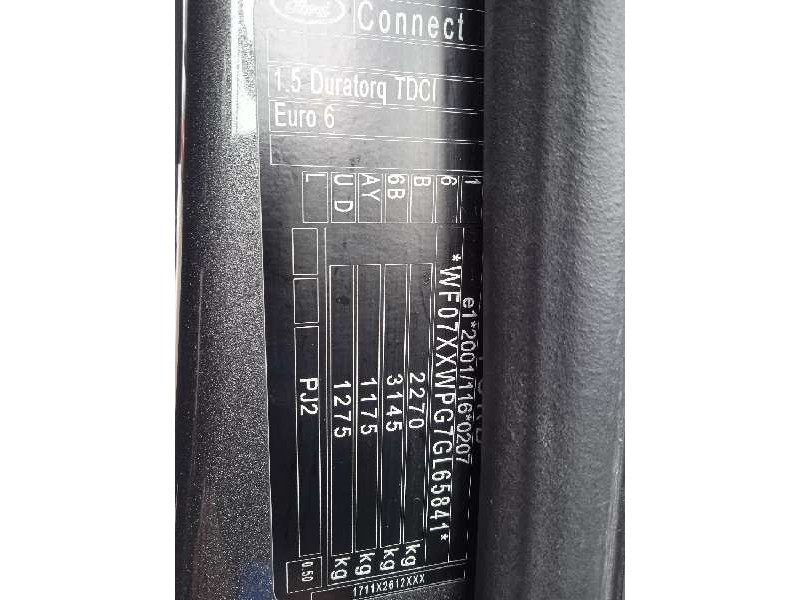 Ford
Connect
1.5 Duratorq TDCI
Euro 6
e1*2001/116*0207
*WF07XXWPG7GL65841*
2270 kg
3145 kg
1175 kg
1275 kg
1
6
B
6B
AY
U D
L
PJ2
0.50
1711X2612XXX